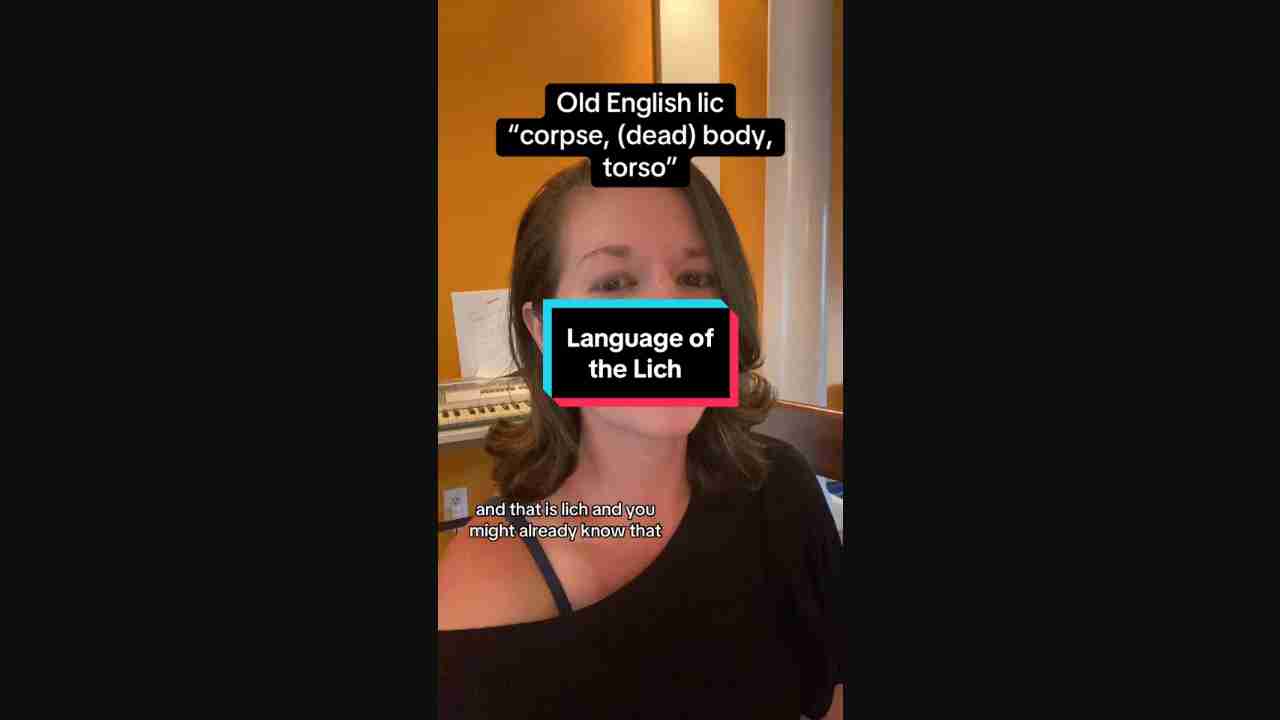 Old English lic
“corpse, (dead) body,
torso”
Language of
the Lich
and that is lich and you
might already know that